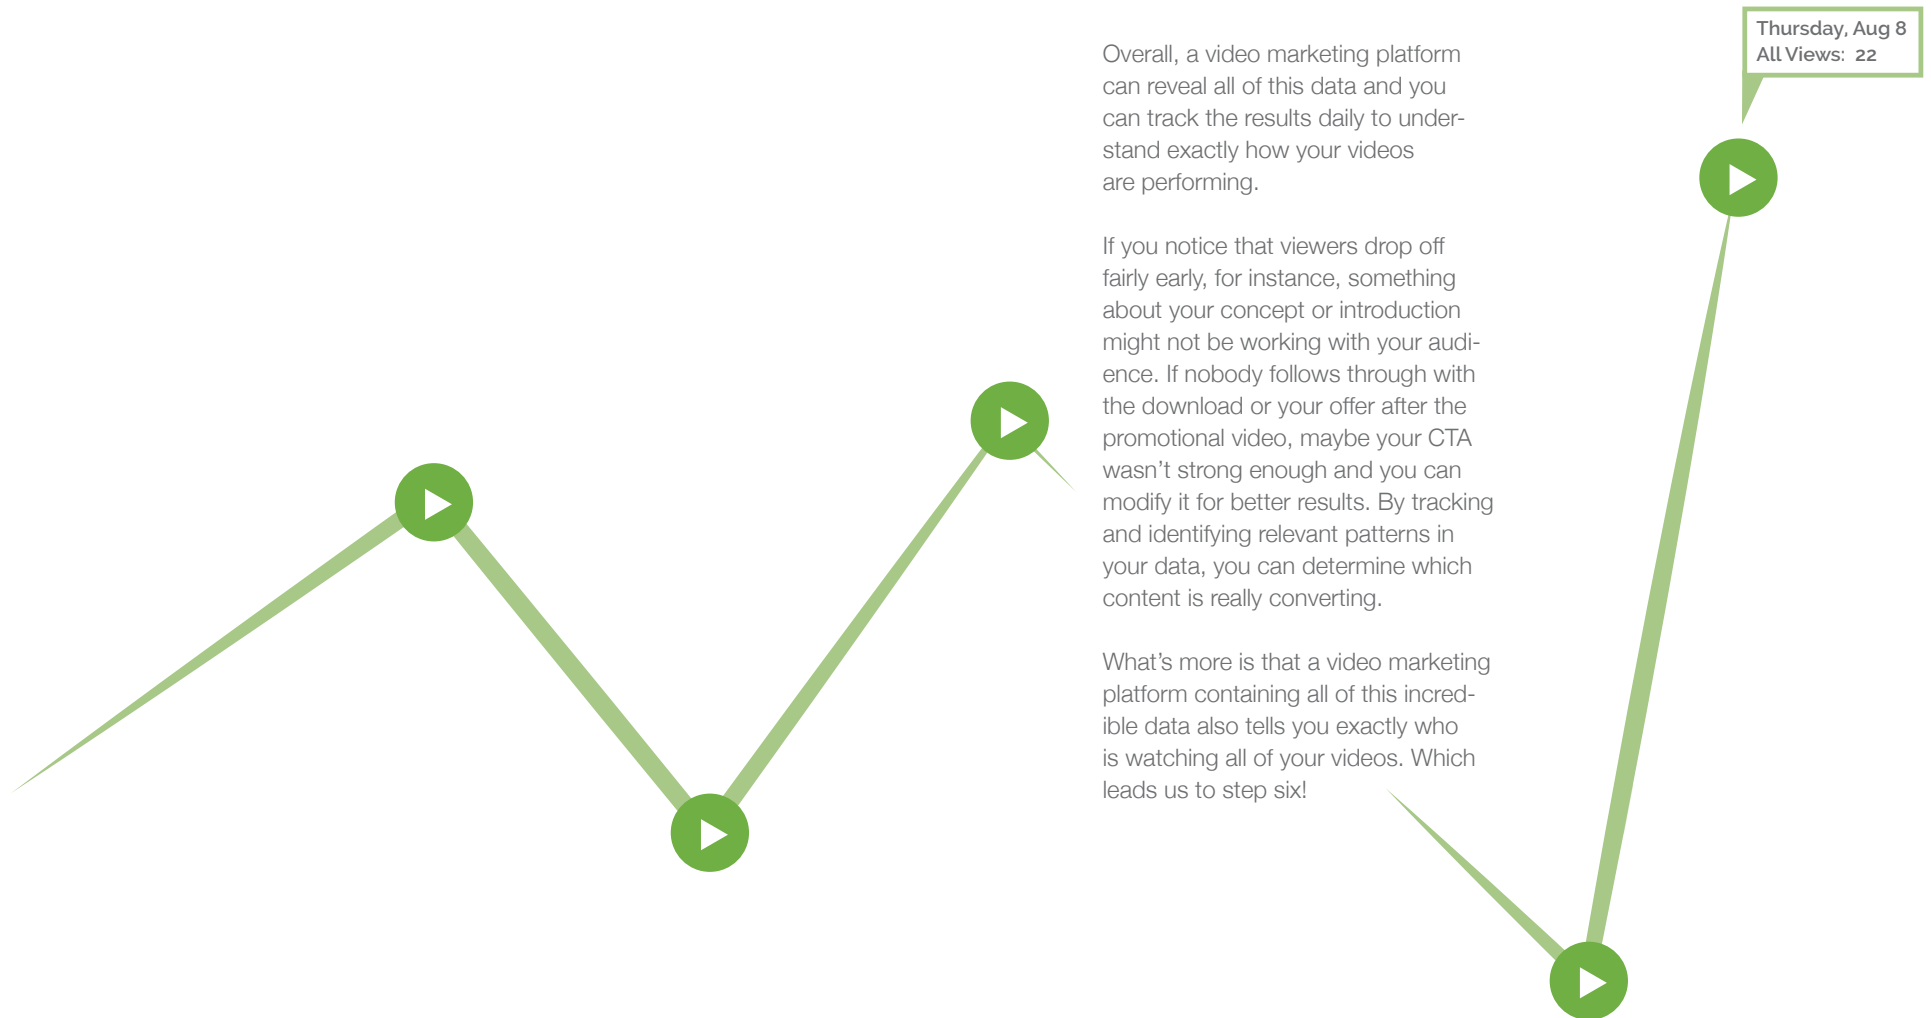 Overall, a video marketing platform
can reveal all of this data and you
can track the results daily to under-
stand exactly how your videos
are performing.
If you notice that viewers drop off
fairly early, for instance, something
about your concept or introduction
might not be working with your audi-
ence. If nobody follows through with
the download or your offer after the
promotional video, maybe your CTA
wasn’t strong enough and you can
modify it for better results. By tracking
and identifying relevant patterns in
your data, you can determine which
content is really converting.
What’s more is that a video marketing
platform containing all of this incred-
ible data also tells you exactly who
is watching all of your videos. Which
leads us to step six!
Thursday, Aug 8
All Views: 22